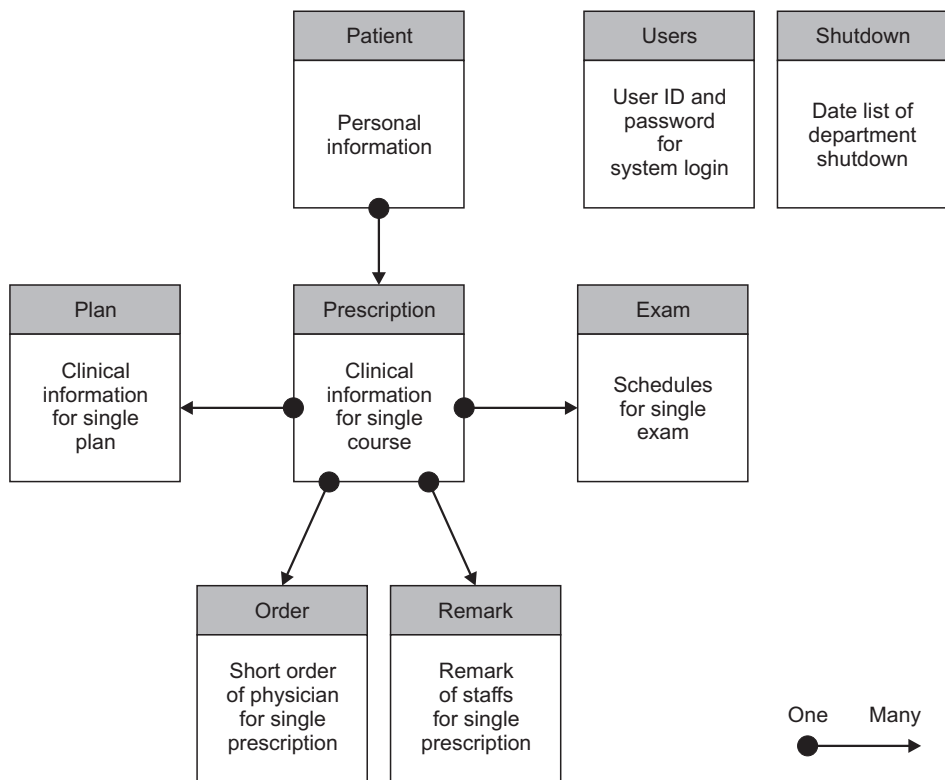 Patient
Personal
information
Users
User ID and
password
for
system login
Shutdown
Date list of
department
shutdown
Plan
Clinical
information
for single
plan
Prescription
Clinical
information
for single
course
Exam
Schedules
for single
exam
Order
Short order
of physician
for single
prescription
Remark
Remark
of staffs
for single
prescription
One Many